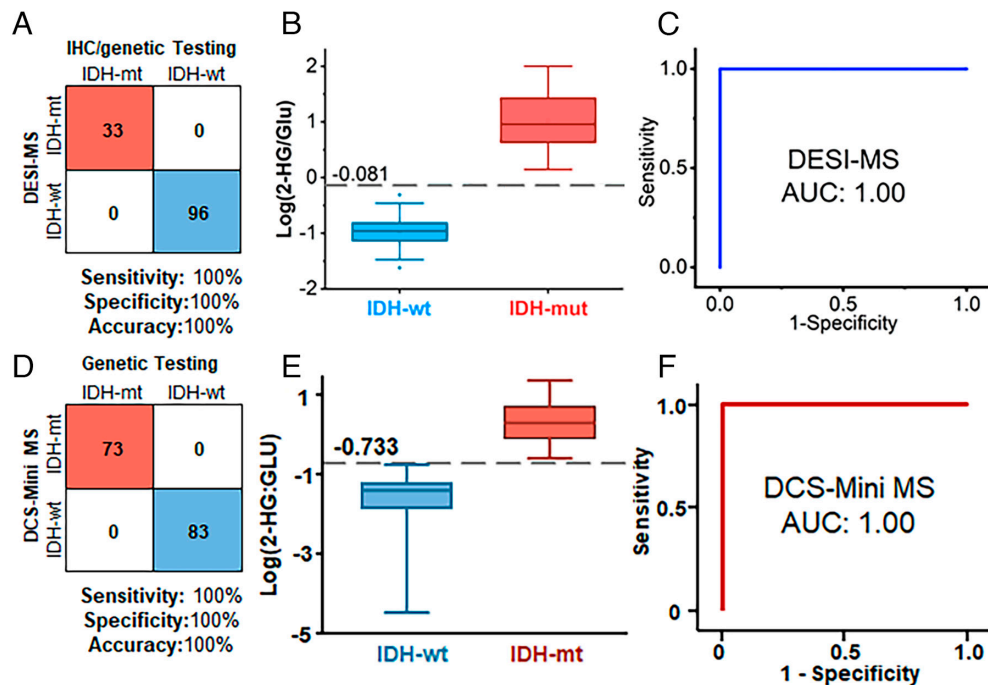 A
IHC/genetic Testing
IDH-mt IDH-wt
DESI-MS
IDH-mt
IDH-wt
33 0
0 96
Sensitivity: 100%
Specificity:100%
Accuracy:100%
B
Log(2-HG/Glu)
2
1
0
-1
-2
-0.081
IDH-wt IDH-mut
C
Sensitivity
1.0
0.5
0.0
DESI-MS
AUC: 1.00
0.0 0.5 1.0
1-Specificity
D
Genetic Testing
IDH-mt IDH-wt
DCS-Mini MS
IDH-mt
IDH-wt
73 0
0 83
Sensitivity: 100%
Specificity:100%
Accuracy:100%
E
Log(2-HG:GLU)
1
-1
-3
-5
-0.733
IDH-wt IDH-mt
F
Sensitivity
1.0
0.5
0
DCS-Mini MS
AUC: 1.00
0 0.5 1.0
1 - Specificity